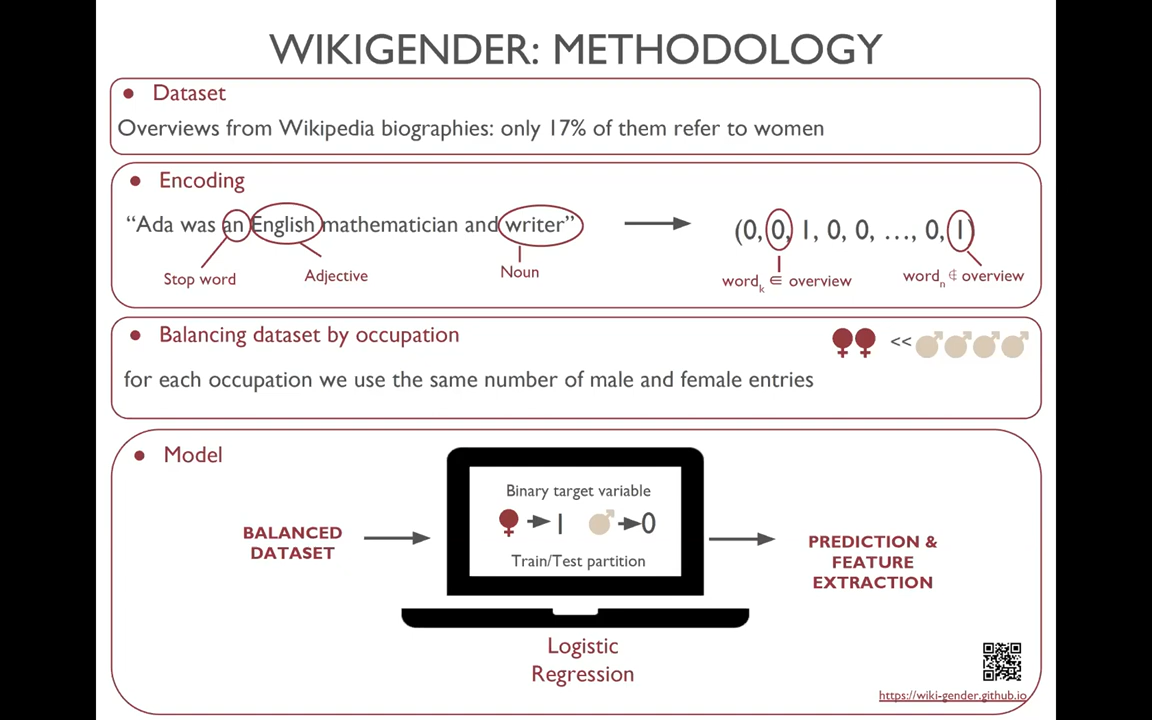 WIKIGENDER: METHODOLOGY
● Dataset
Overviews from Wikipedia biographies: only 17% of them refer to women
● Encoding
“Ada was an English mathematician and writer”
Stop word
Adjective
Noun
(0, 0, 1, 0, 0, ..., 0, 1)
wordₖ ∈ overview
wordₙ ∉ overview
● Balancing dataset by occupation
<<
for each occupation we use the same number of male and female entries
● Model
BALANCED
DATASET
Binary target variable
♀→1 ♂→0
Train/Test partition
Logistic
Regression
PREDICTION &
FEATURE
EXTRACTION
https://wiki-gender.github.io